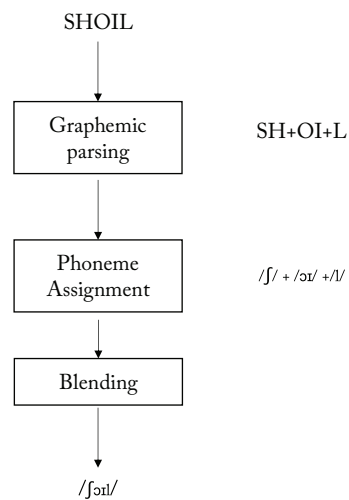 SHOIL
Graphemic
parsing
SH+OI+L
Phoneme
Assignment
/ʃ/ + /ɔɪ/ +/l/
Blending
/ʃɔɪl/